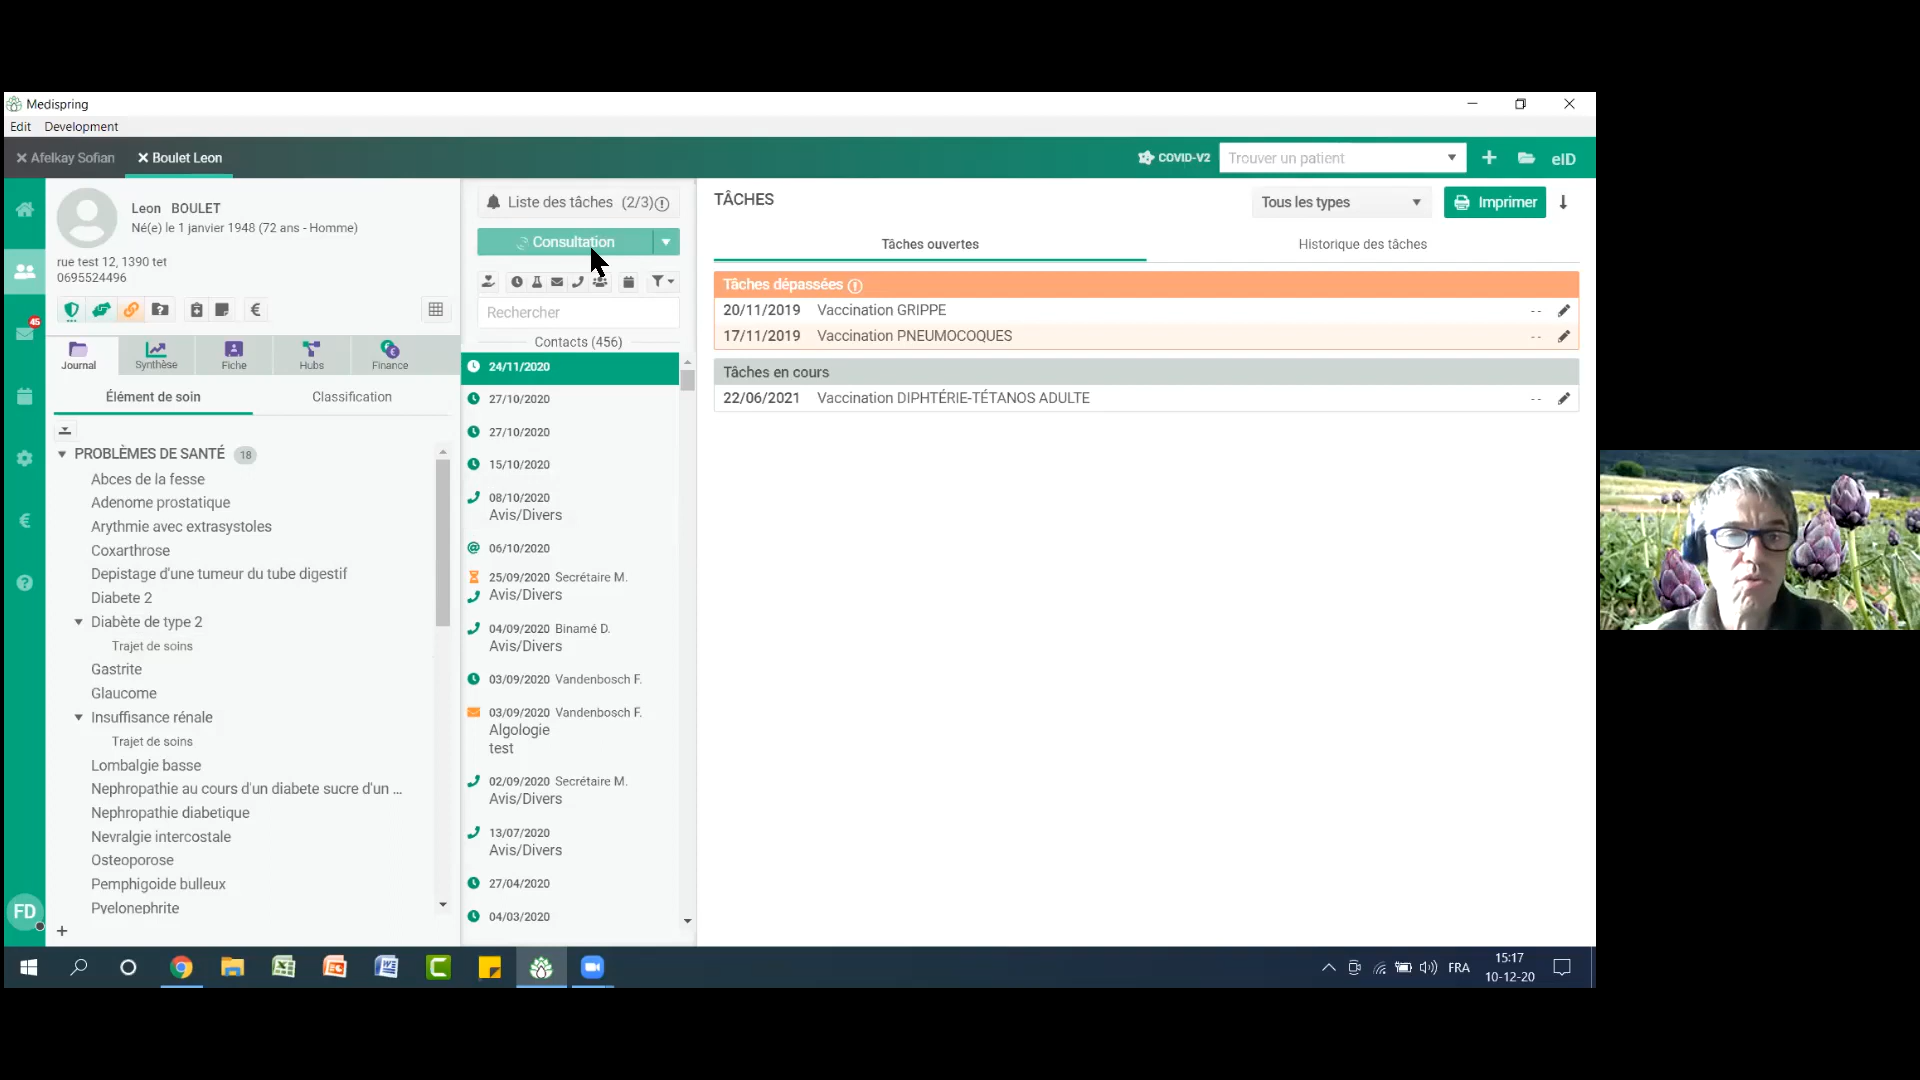 Medispring
Edit Development
Afelkay Sofian Boulet Leon COVID-V2 Trouver un patient eID
Leon BOULET
Né(e) le 1 janvier 1948 (72 ans - Homme)
rue test 12, 1390 tet
0695524496
45
Journal Synthèse Fiche Hubs Finance
Élément de soin Classification
PROBLÈMES DE SANTÉ 18
Abces de la fesse
Adenome prostatique
Arythmie avec extrasystoles
Coxarthrose
Depistage d'une tumeur du tube digestif
Diabete 2
Diabète de type 2
Trajet de soins
Gastrite
Glaucome
Insuffisance rénale
Trajet de soins
Lombalgie basse
Nephropathie au cours d'un diabete sucre d'un ...
Nephropathie diabetique
Nevralgie intercostale
Osteoporose
Pemphigoide bulleux
Pyelonephrite
FD
Liste des tâches (2/3)
Consultation
Rechercher
Contacts (456)
24/11/2020
27/10/2020
27/10/2020
15/10/2020
08/10/2020
Avis/Divers
06/10/2020
25/09/2020 Secrétaire M.
Avis/Divers
04/09/2020 Binamé D.
Avis/Divers
03/09/2020 Vandenbosch F.
03/09/2020 Vandenbosch F.
Algologie
test
02/09/2020 Secrétaire M.
Avis/Divers
13/07/2020
Avis/Divers
27/04/2020
04/03/2020
TÂCHES
Tous les types Imprimer
Tâches ouvertes Historique des tâches
Tâches dépassées
20/11/2019 Vaccination GRIPPE --
17/11/2019 Vaccination PNEUMOCOQUES --
Tâches en cours
22/06/2021 Vaccination DIPHTÉRIE-TÉTANOS ADULTE --
FRA
15:17
10-12-20